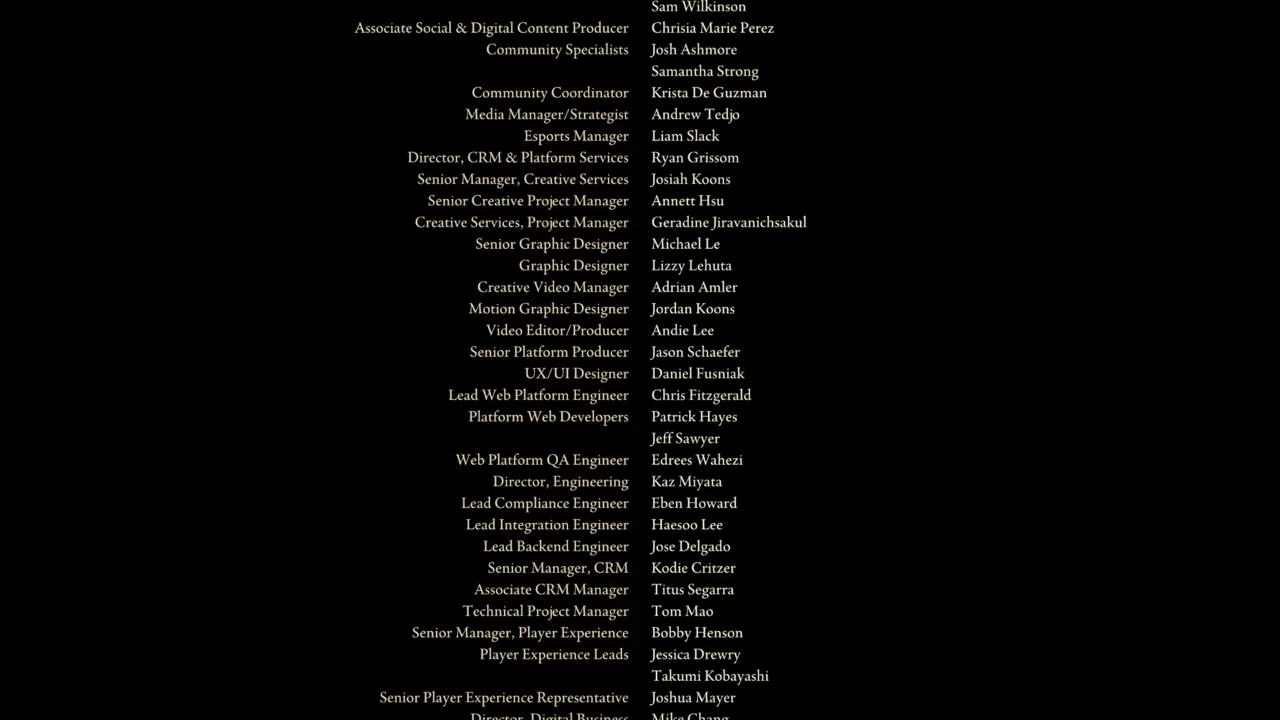 Sam Wilkinson
Associate Social & Digital Content Producer Chrisia Marie Perez
Community Specialists Josh Ashmore
Samantha Strong
Community Coordinator Krista De Guzman
Media Manager/Strategist Andrew Tedjo
Esports Manager Liam Slack
Director, CRM & Platform Services Ryan Grissom
Senior Manager, Creative Services Josiah Koons
Senior Creative Project Manager Annett Hsu
Creative Services, Project Manager Geradine Jiravanichsakul
Senior Graphic Designer Michael Le
Graphic Designer Lizzy Lehuta
Creative Video Manager Adrian Amler
Motion Graphic Designer Jordan Koons
Video Editor/Producer Andie Lee
Senior Platform Producer Jason Schaefer
UX/UI Designer Daniel Fusniak
Lead Web Platform Engineer Chris Fitzgerald
Platform Web Developers Patrick Hayes
Jeff Sawyer
Web Platform QA Engineer Edrees Wahezi
Director, Engineering Kaz Miyata
Lead Compliance Engineer Eben Howard
Lead Integration Engineer Haesoo Lee
Lead Backend Engineer Jose Delgado
Senior Manager, CRM Kodie Critzer
Associate CRM Manager Titus Segarra
Technical Project Manager Tom Mao
Senior Manager, Player Experience Bobby Henson
Player Experience Leads Jessica Drewry
Takumi Kobayashi
Senior Player Experience Representative Joshua Mayer
Director, Digital Business Mike Chang